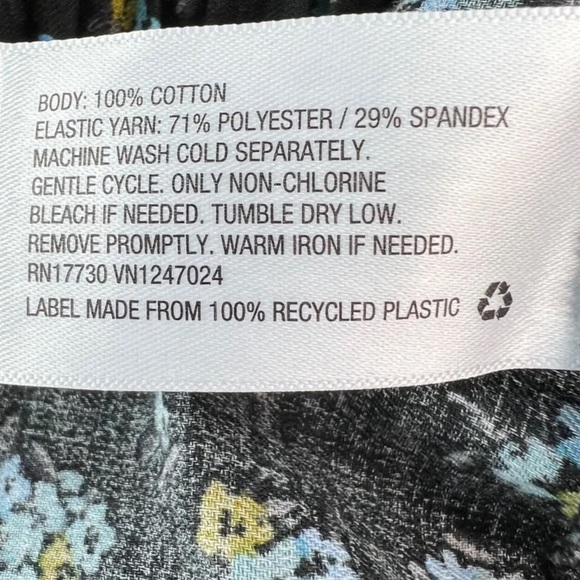 BODY: 100% COTTON
ELASTIC YARN: 71% POLYESTER / 29% SPANDEX
MACHINE WASH COLD SEPARATELY.
GENTLE CYCLE. ONLY NON-CHLORINE
BLEACH IF NEEDED. TUMBLE DRY LOW.
REMOVE PROMPTLY. WARM IRON IF NEEDED.
RN17730 VN1247024
LABEL MADE FROM 100% RECYCLED PLASTIC